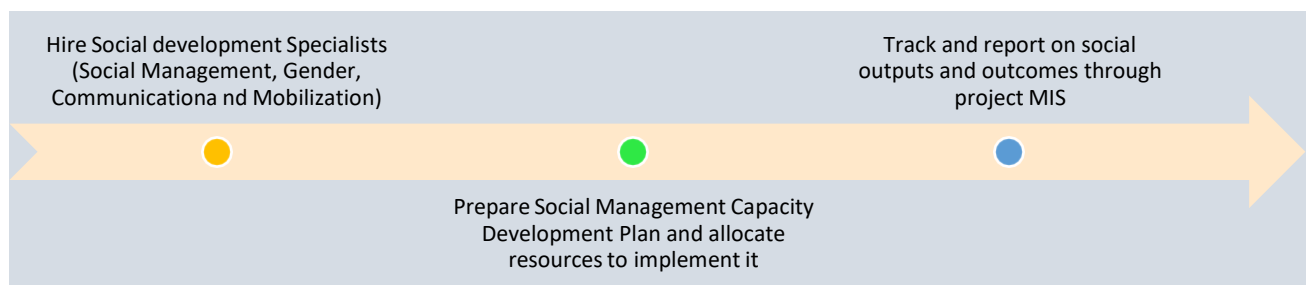 Hire Social development Specialists
(Social Management, Gender,
Communicationa nd Mobilization)
Prepare Social Management Capacity
Development Plan and allocate
resources to implement it
Track and report on social
outputs and outcomes through
project MIS